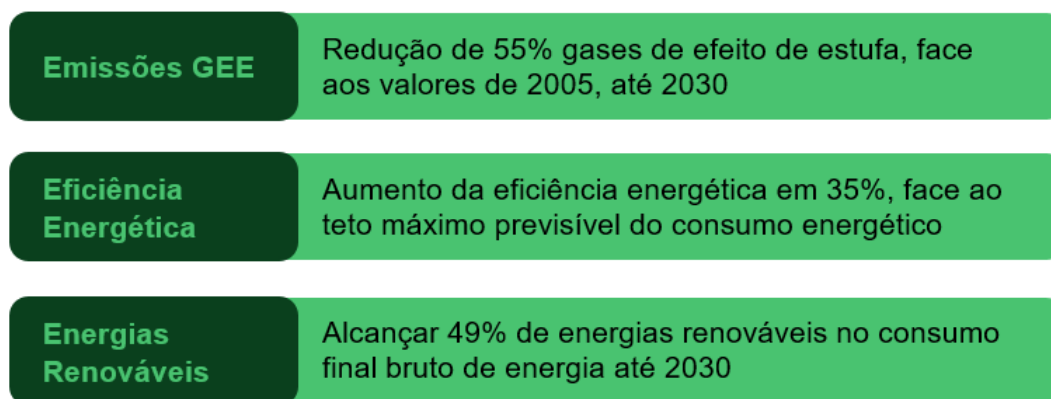 Emissões GEE
Redução de 55% gases de efeito de estufa, face
aos valores de 2005, até 2030
Eficiência
Energética
Aumento da eficiência energética em 35%, face ao
teto máximo previsível do consumo energético
Energias
Renováveis
Alcançar 49% de energias renováveis no consumo
final bruto de energia até 2030